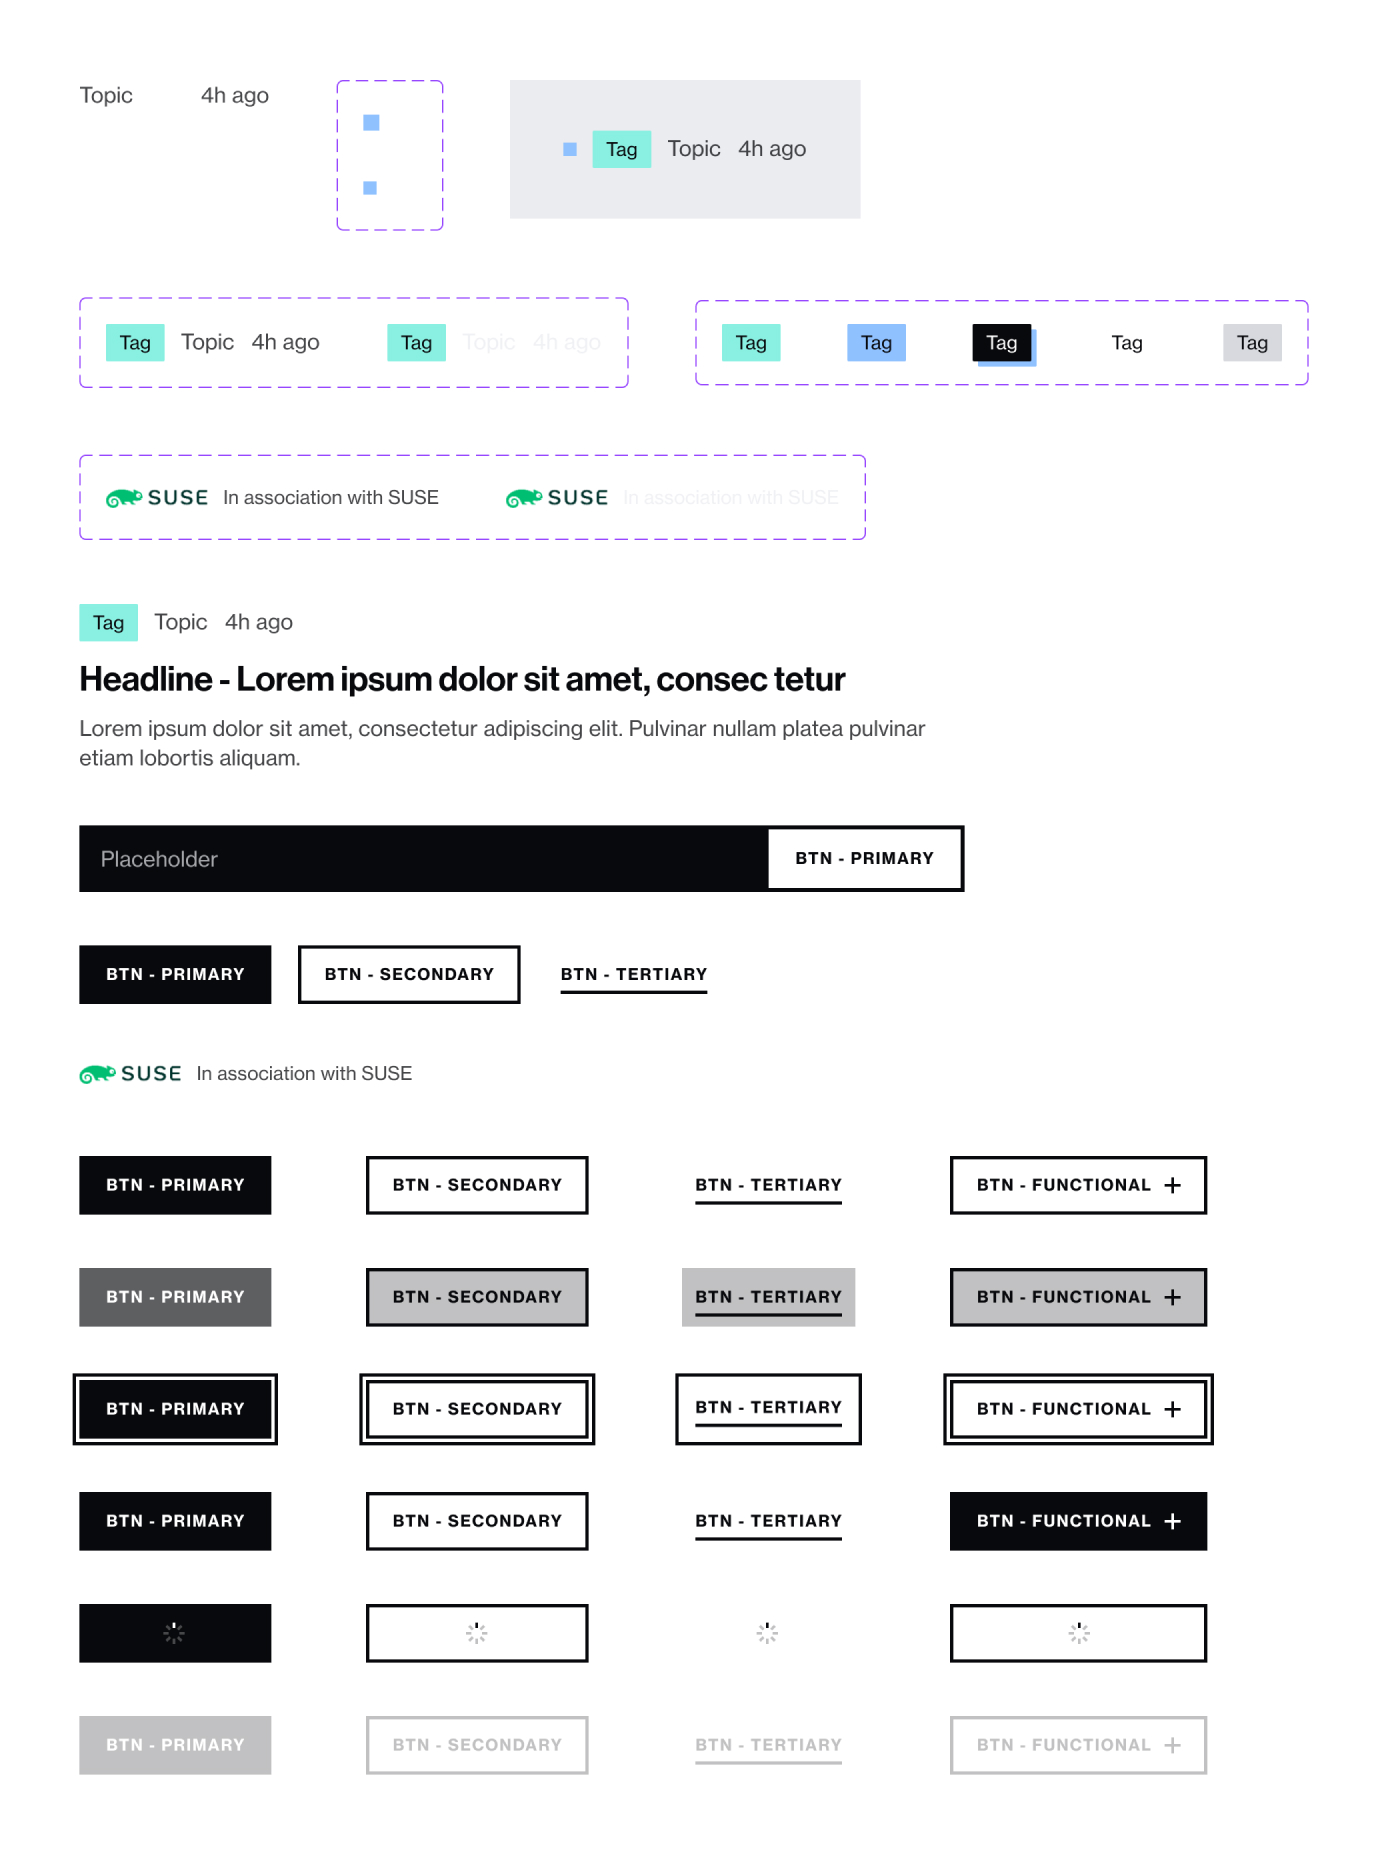 Topic 4h ago
Tag Topic 4h ago
Tag Topic 4h ago Tag Topic 4h ago
Tag Tag Tag Tag Tag
SUSE In association with SUSE SUSE In association with SUSE
Tag Topic 4h ago
Headline - Lorem ipsum dolor sit amet, consec tetur
Lorem ipsum dolor sit amet, consectetur adipiscing elit. Pulvinar nullam platea pulvinar
etiam lobortis aliquam.
Placeholder BTN - PRIMARY
BTN - PRIMARY BTN - SECONDARY BTN - TERTIARY
SUSE In association with SUSE
BTN - PRIMARY BTN - SECONDARY BTN - TERTIARY BTN - FUNCTIONAL +
BTN - PRIMARY BTN - SECONDARY BTN - TERTIARY BTN - FUNCTIONAL +
BTN - PRIMARY BTN - SECONDARY BTN - TERTIARY BTN - FUNCTIONAL +
BTN - PRIMARY BTN - SECONDARY BTN - TERTIARY BTN - FUNCTIONAL +
BTN - PRIMARY BTN - SECONDARY BTN - TERTIARY BTN - FUNCTIONAL +